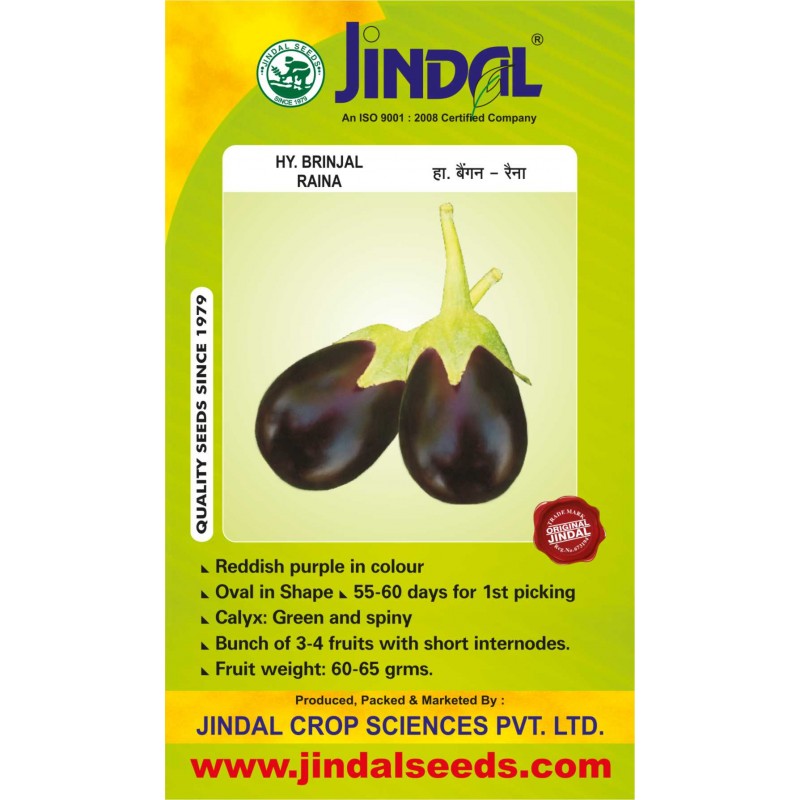 JINDAL SEEDS
SINCE 1979
JINDAL®
An ISO 9001 : 2008 Certified Company
HY. BRINJAL
RAINA
हा. बैंगन – रैना
QUALITY SEEDS SINCE 1979
TRADE MARK
ORIGINAL
JINDAL
Reddish purple in colour
Oval in Shape 55-60 days for 1st picking
Calyx: Green and spiny
Bunch of 3-4 fruits with short internodes.
Fruit weight: 60-65 grms.
Produced, Packed & Marketed By :
JINDAL CROP SCIENCES PVT. LTD.
www.jindalseeds.com